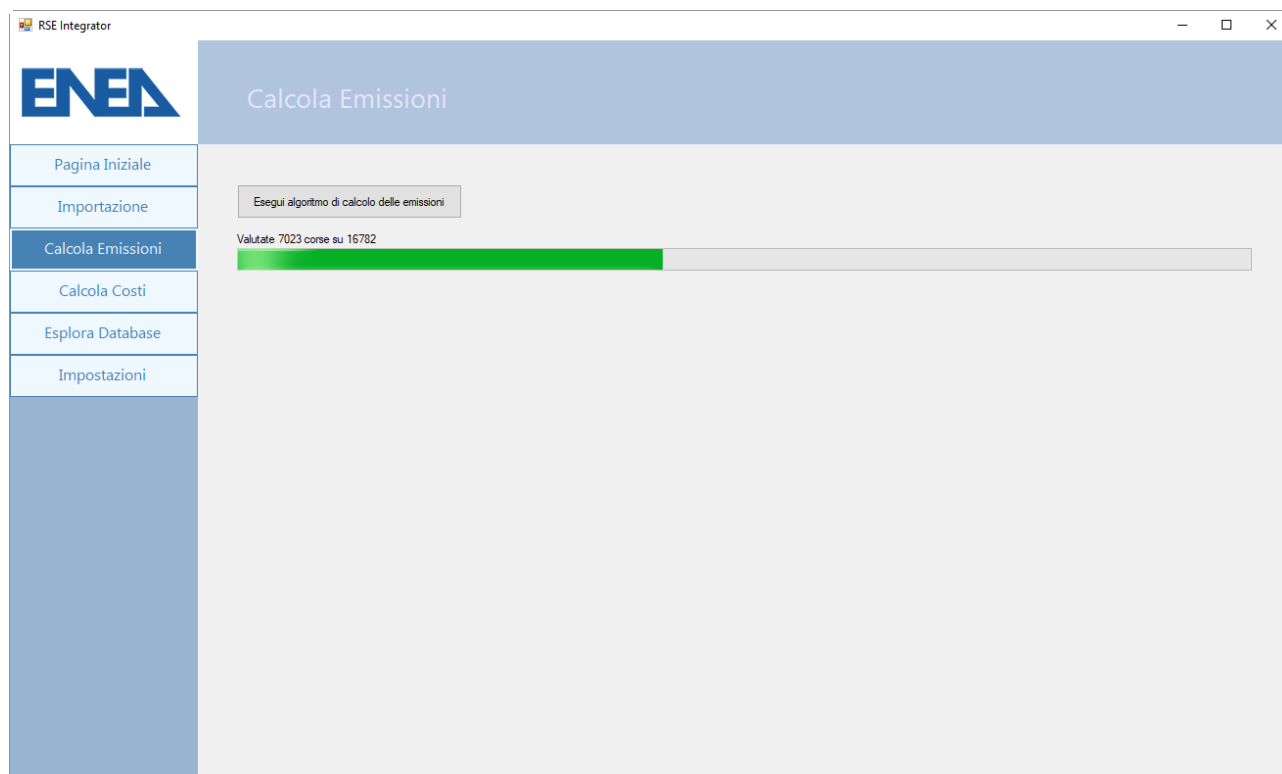 RSE Integrator
ENEA
Calcola Emissioni
Pagina Iniziale
Importazione
Calcola Emissioni
Calcola Costi
Esplora Database
Impostazioni
Esegui algoritmo di calcolo delle emissioni
Valutate 7023 corse su 16782